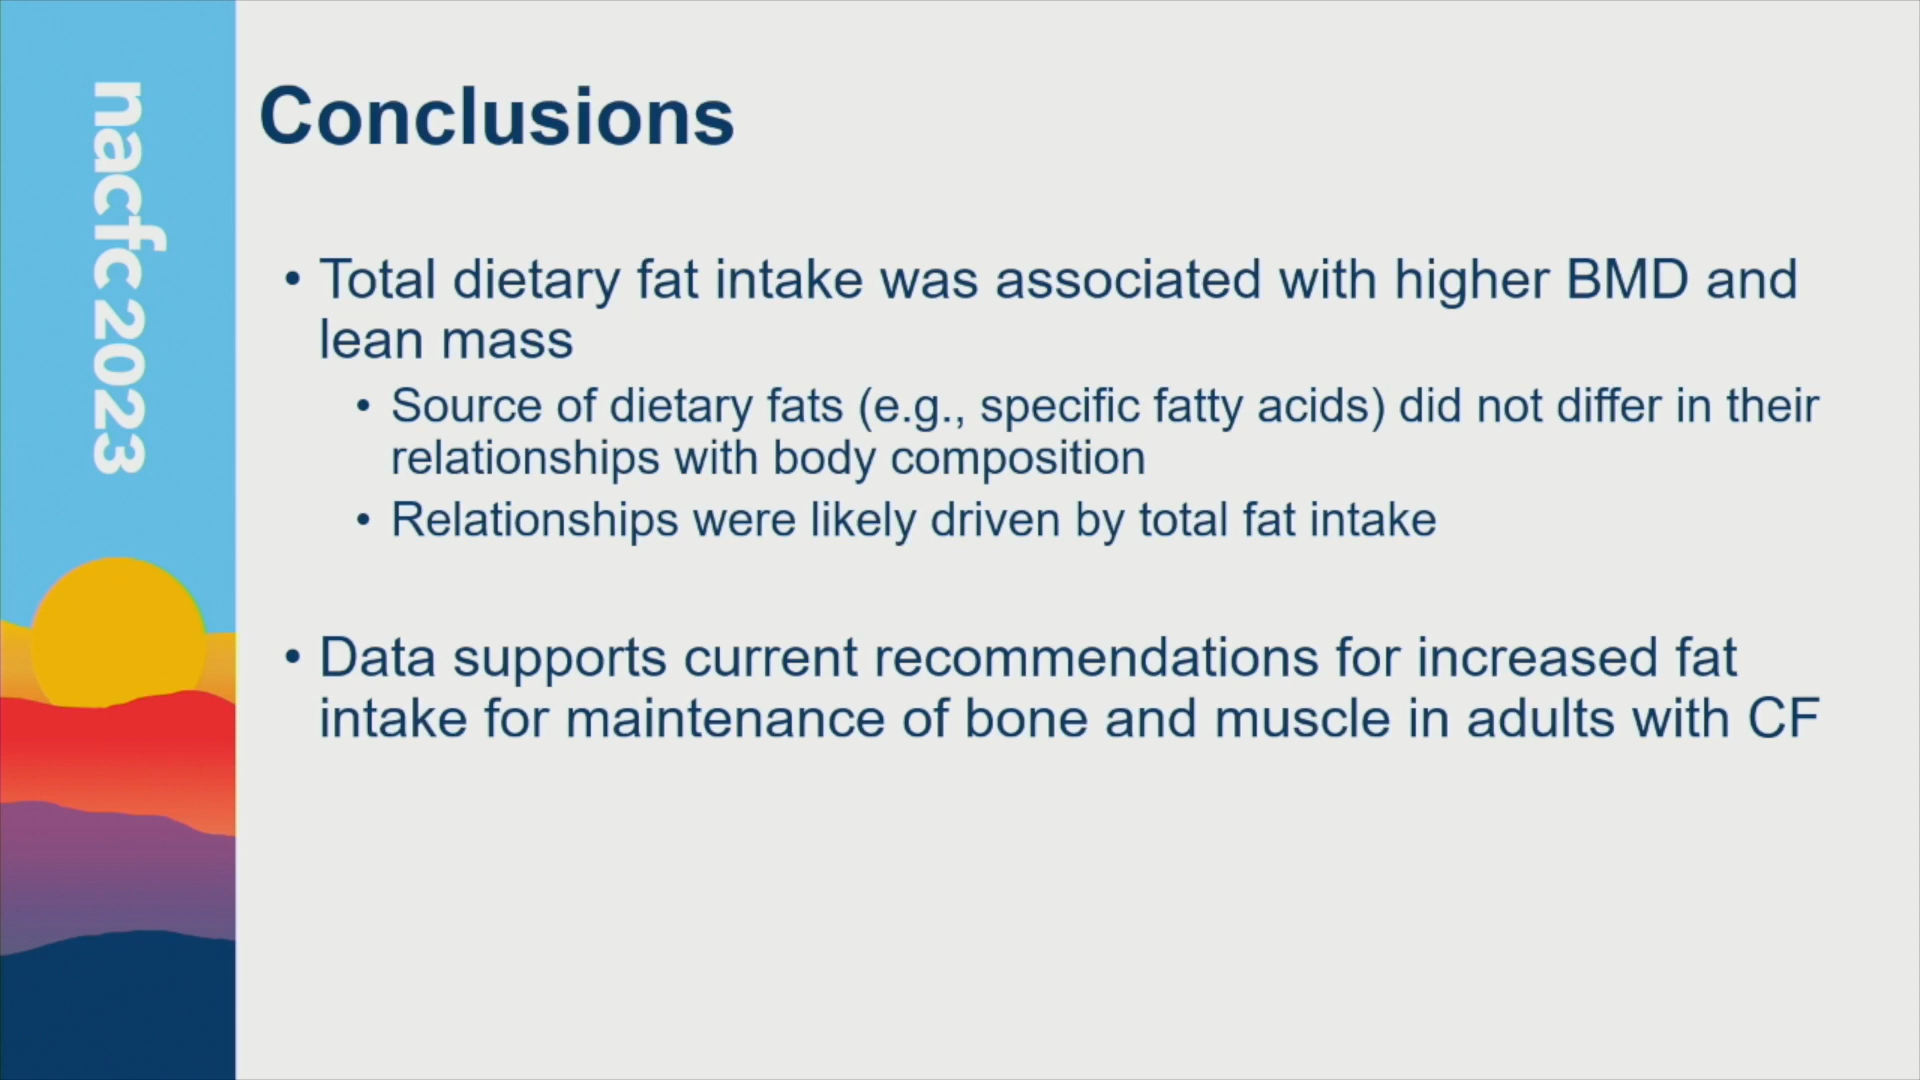 nacfc 2023
Conclusions
• Total dietary fat intake was associated with higher BMD and
lean mass
• Source of dietary fats (e.g., specific fatty acids) did not differ in their
relationships with body composition
• Relationships were likely driven by total fat intake
• Data supports current recommendations for increased fat
intake for maintenance of bone and muscle in adults with CF